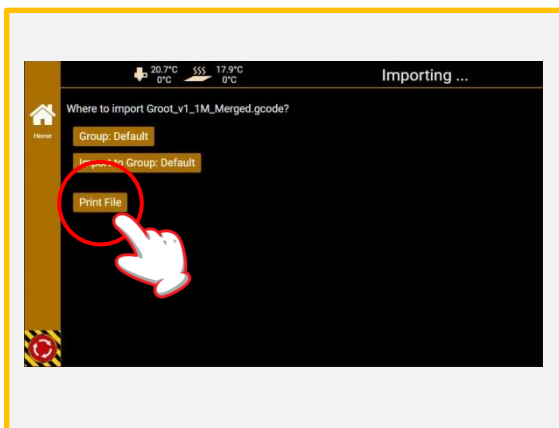 20.7°C 17.9°C
0°C 0°C
Importing ...
Home
Where to import Groot_v1_1M_Merged.gcode?
Group: Default
Import to Group: Default
Print File